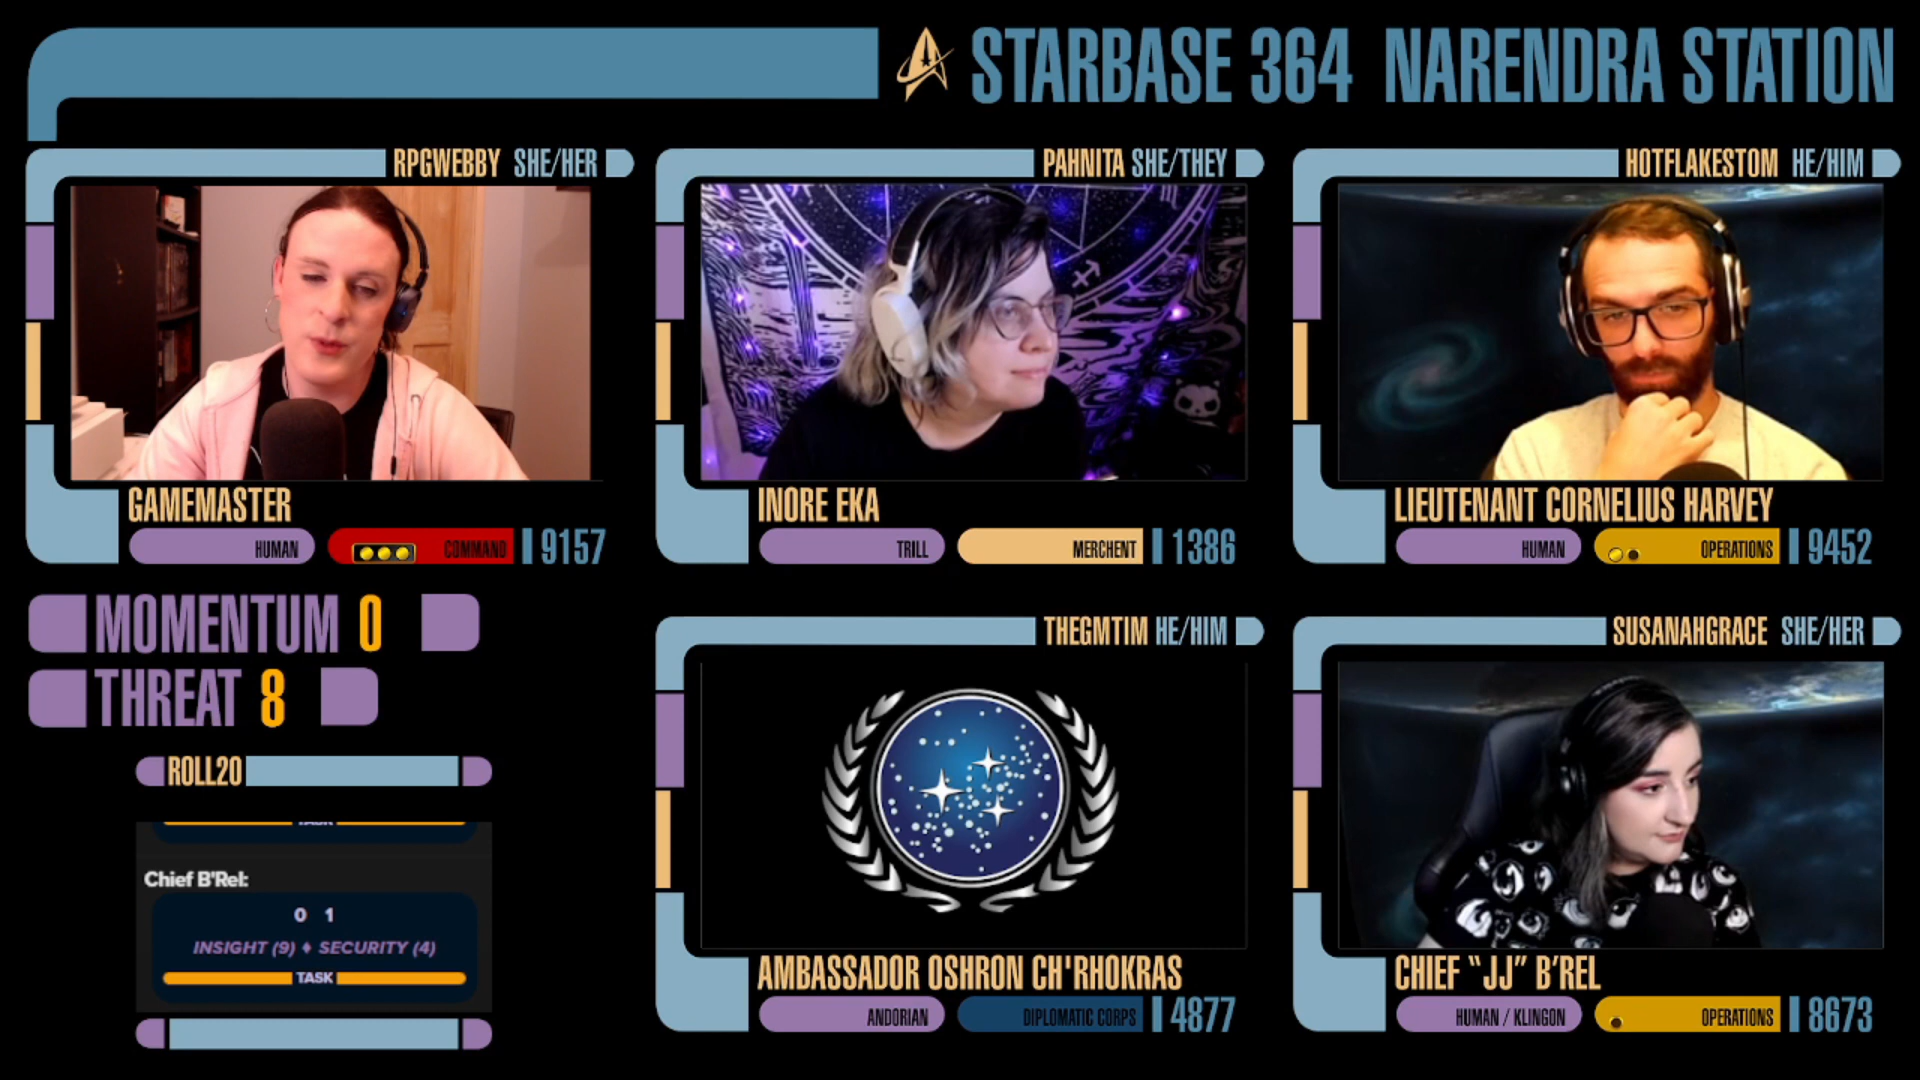 STARBASE 364 NARENDRA STATION
RPGWEBBY SHE/HER
GAMEMASTER
HUMAN
COMMAND
9157
PAHNITA SHE/THEY
INORE EKA
TRILL
MERCHENT
1386
HOTFLAKESTOM HE/HIM
LIEUTENANT CORNELIUS HARVEY
HUMAN
OPERATIONS
9452
MOMENTUM 0
THREAT 8
ROLL20
TASK
Chief B'Rel:
0 1
INSIGHT (9) ♦ SECURITY (4)
TASK
THEGMTIM HE/HIM
AMBASSADOR OSHRON CH'RHOKRAS
ANDORIAN
DIPLOMATIC CORPS
4877
SUSANAHGRACE SHE/HER
CHIEF “JJ” B’REL
HUMAN / KLINGON
OPERATIONS
8673